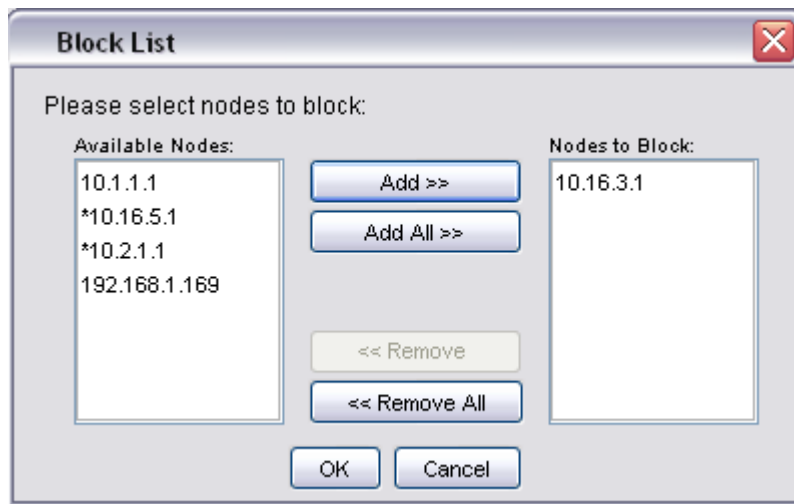 Block List
Please select nodes to block:
Available Nodes:
10.1.1.1
*10.16.5.1
*10.2.1.1
192.168.1.169
Add >>
Add All >>
<< Remove
<< Remove All
Nodes to Block:
10.16.3.1
OK
Cancel